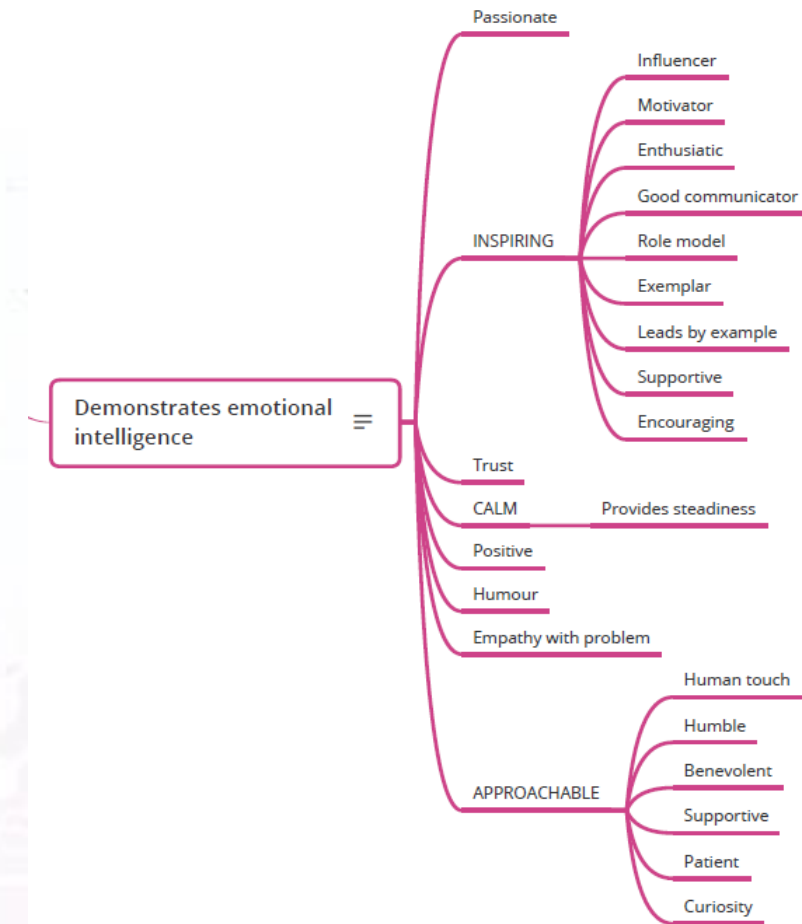 Passionate
Influencer
Motivator
Enthusiatic
Good communicator
INSPIRING
Role model
Exemplar
Leads by example
Supportive
Encouraging
Demonstrates emotional
intelligence
Trust
CALM
Provides steadiness
Positive
Humour
Empathy with problem
Human touch
Humble
Benevolent
APPROACHABLE
Supportive
Patient
Curiosity